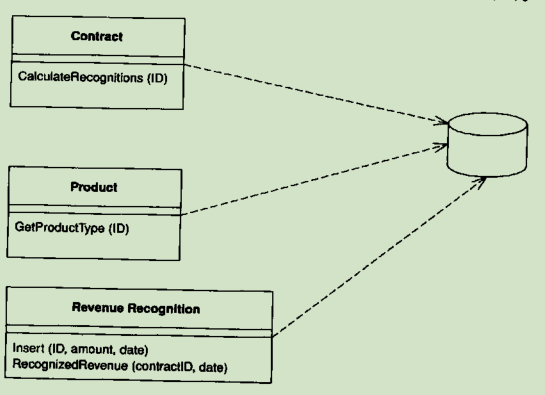 Contract
CalculateRecognitions (ID)
Product
GetProductType (ID)
Revenue Recognition
Insert (ID, amount, date)
RecognizedRevenue (contractID, date)